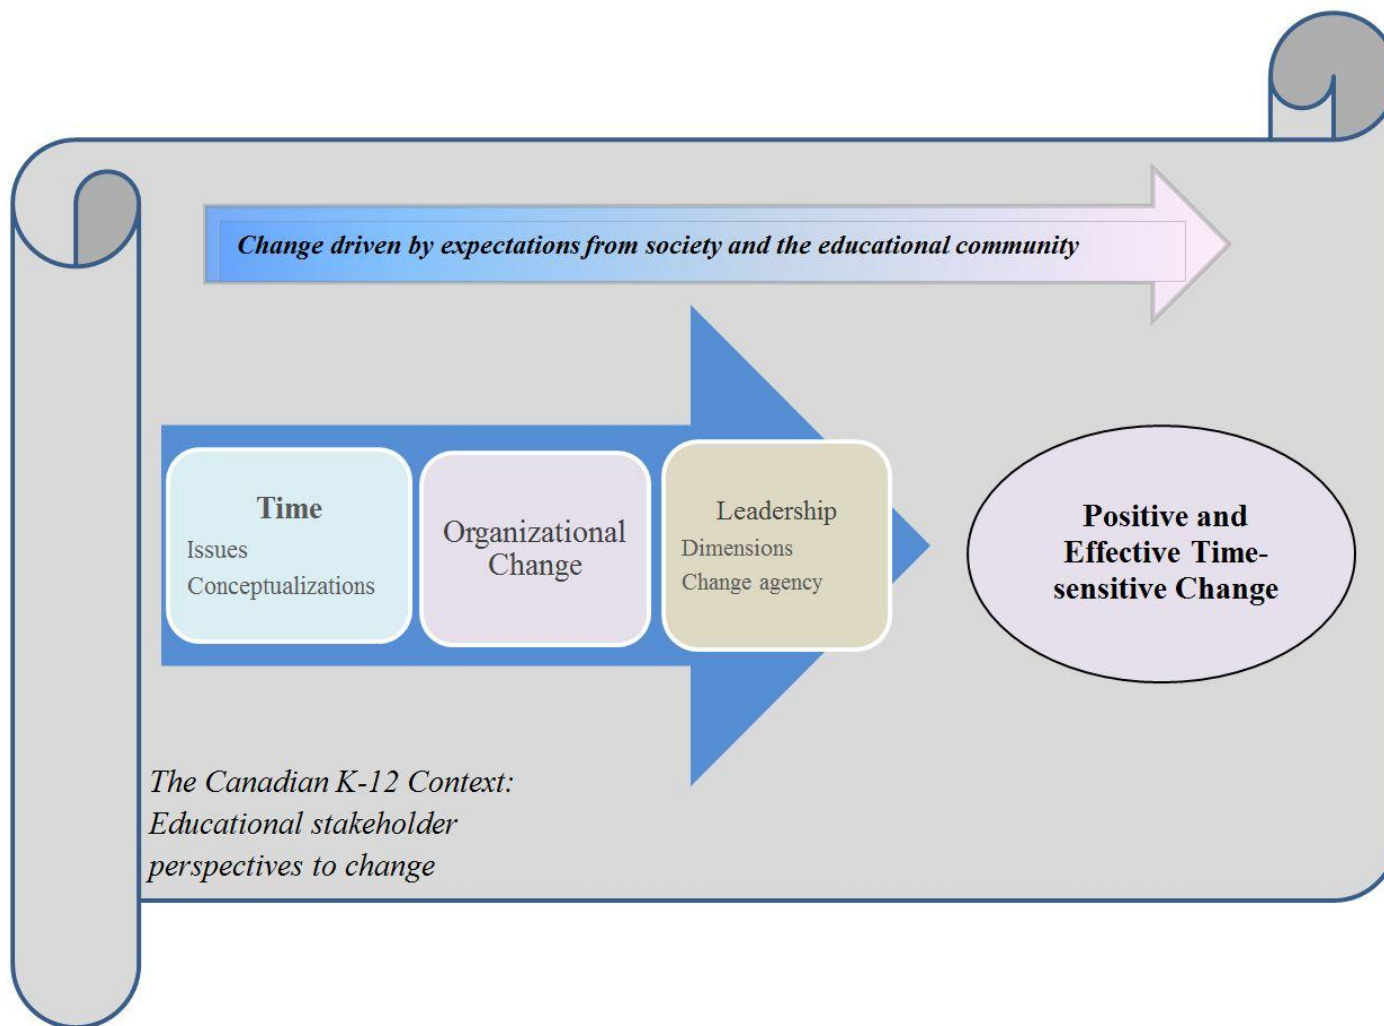 Change driven by expectations from society and the educational community
Time
Issues
Conceptualizations
Organizational
Change
Leadership
Dimensions
Change agency
Positive and
Effective Time-
sensitive Change
The Canadian K-12 Context:
Educational stakeholder
perspectives to change